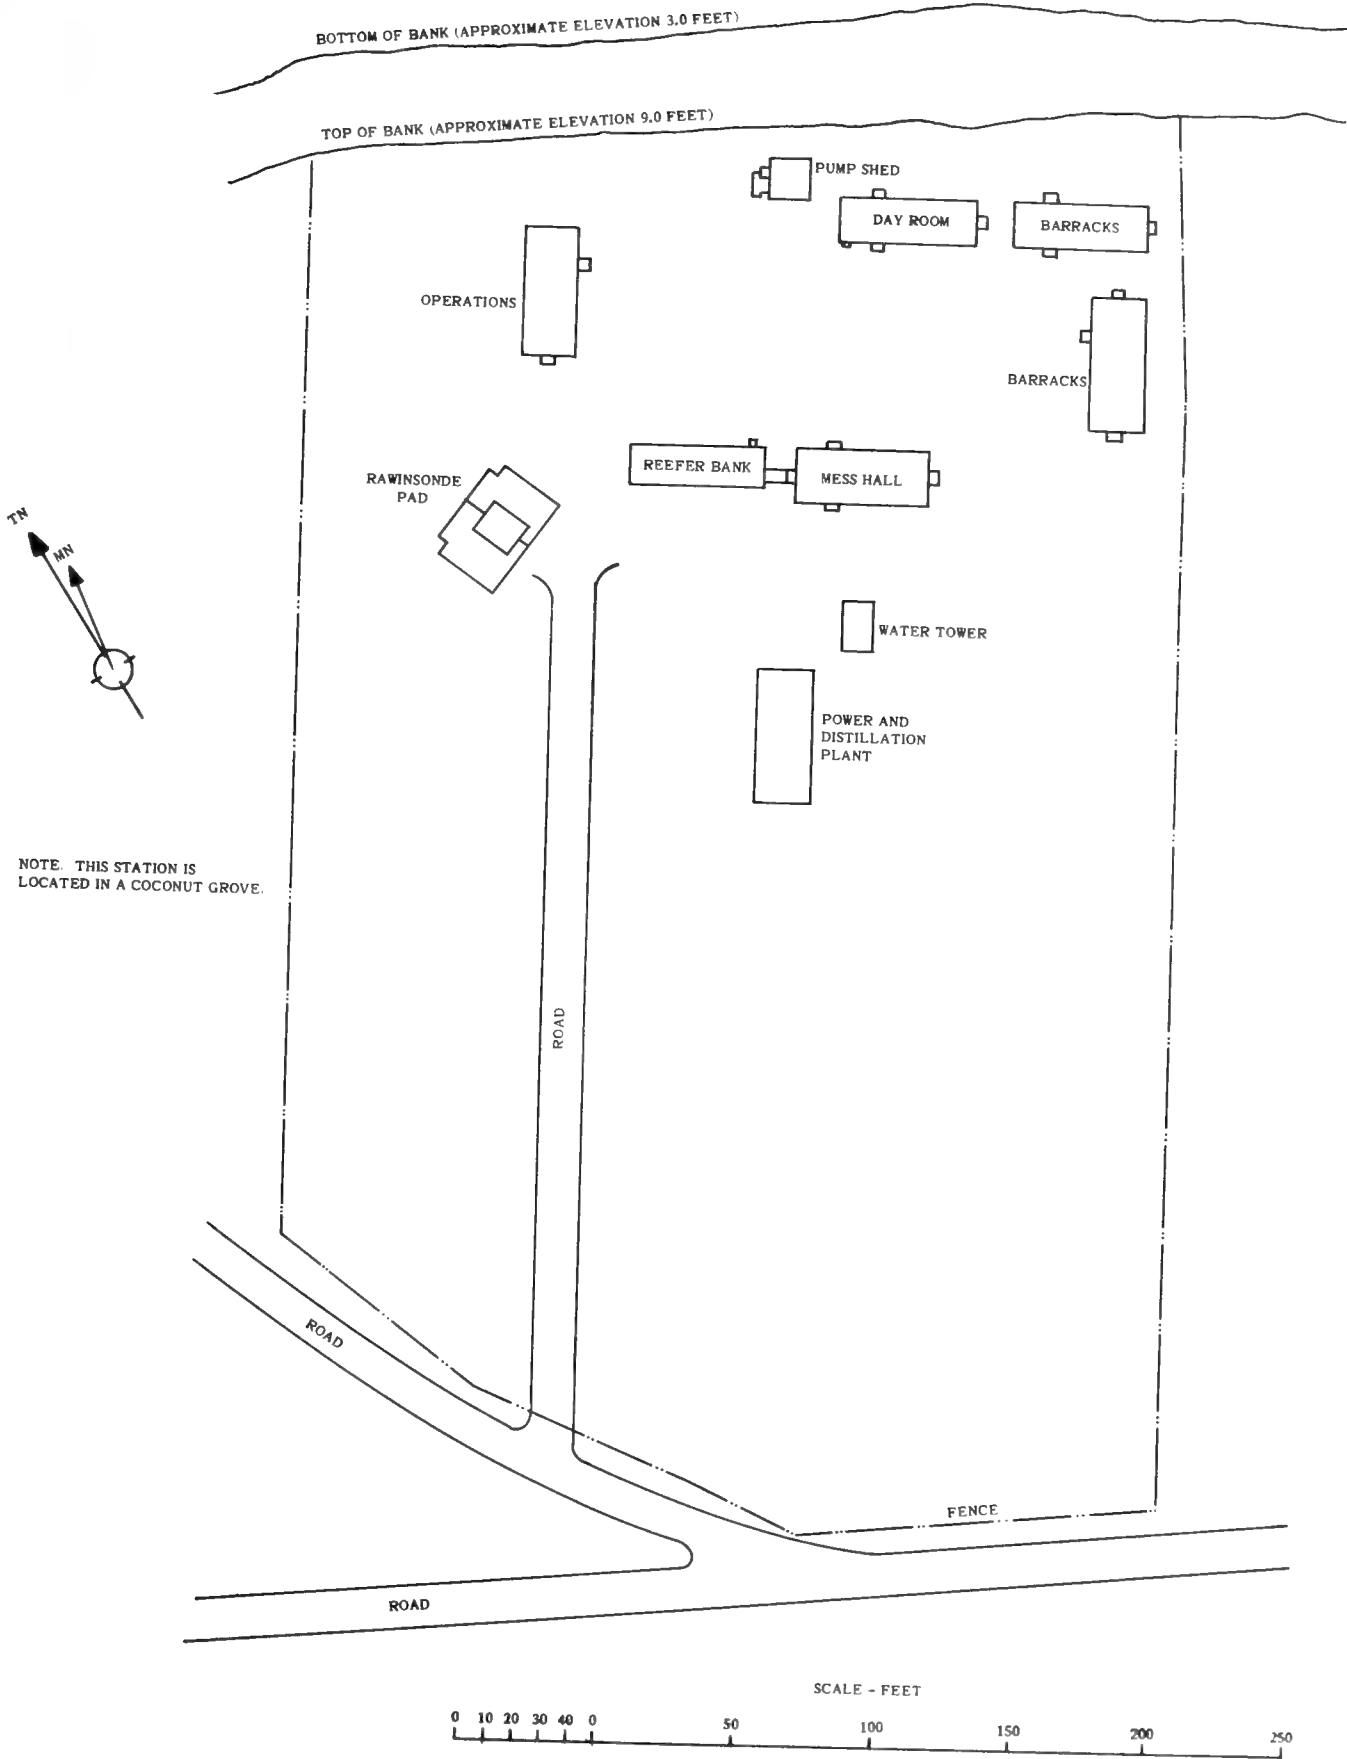 BOTTOM OF BANK (APPROXIMATE ELEVATION 3.0 FEET)
TOP OF BANK (APPROXIMATE ELEVATION 9.0 FEET)
PUMP SHED
DAY ROOM
BARRACKS
OPERATIONS
BARRACKS
REEFER BANK
MESS HALL
RAWINSONDE
PAD
TN
MN
WATER TOWER
POWER AND
DISTILLATION
PLANT
NOTE. THIS STATION IS
LOCATED IN A COCONUT GROVE.
ROAD
ROAD
FENCE
ROAD
SCALE - FEET
0 10 20 30 40 0 50 100 150 200 250